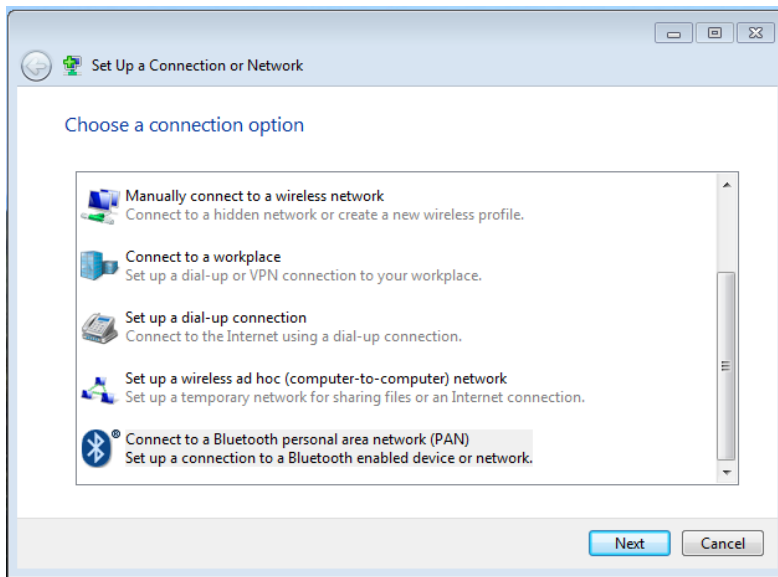 Set Up a Connection or Network
Choose a connection option
Manually connect to a wireless network
Connect to a hidden network or create a new wireless profile.
Connect to a workplace
Set up a dial-up or VPN connection to your workplace.
Set up a dial-up connection
Connect to the Internet using a dial-up connection.
Set up a wireless ad hoc (computer-to-computer) network
Set up a temporary network for sharing files or an Internet connection.
® Connect to a Bluetooth personal area network (PAN)
Set up a connection to a Bluetooth enabled device or network.
Next Cancel